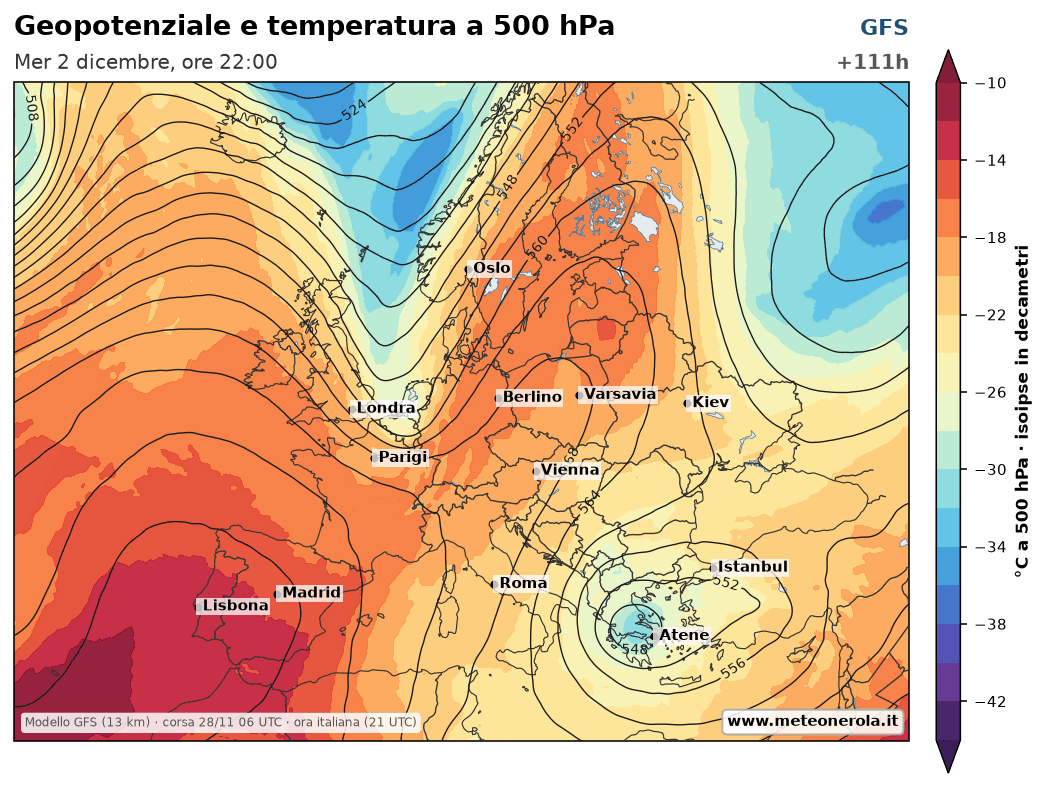 Geopotenziale e temperatura a 500 hPa
GFS
Mer 2 dicembre, ore 22:00
+111h
508
524
552
548
560
Oslo
Londra
Berlino
Varsavia
Kiev
Parigi
Vienna
564
Roma
Istanbul
552
Madrid
Lisbona
Atene
548
556
Modello GFS (13 km) · corsa 28/11 06 UTC · ora italiana (21 UTC)
www.meteonerola.it
−10
−14
−18
−22
−26
−30
−34
−38
−42
°C a 500 hPa · isoipse in decametri